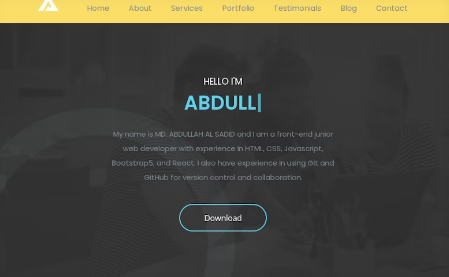 Home About Services Portfolio Testimonials Blog Contact
HELLO I'M
ABDULL
My name is MD. ABDULLAH AL SADID and I am a front-end junior
web developer with experience in HTML, CSS, Javascript,
Bootstrap5, and React. I also have experience in using Git and
GitHub for version control and collaboration.
Download